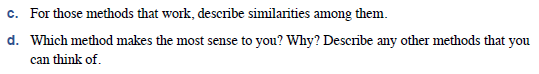 c. For those methods that work, describe similarities among them.
d. Which method makes the most sense to you? Why? Describe any other methods that you
can think of.